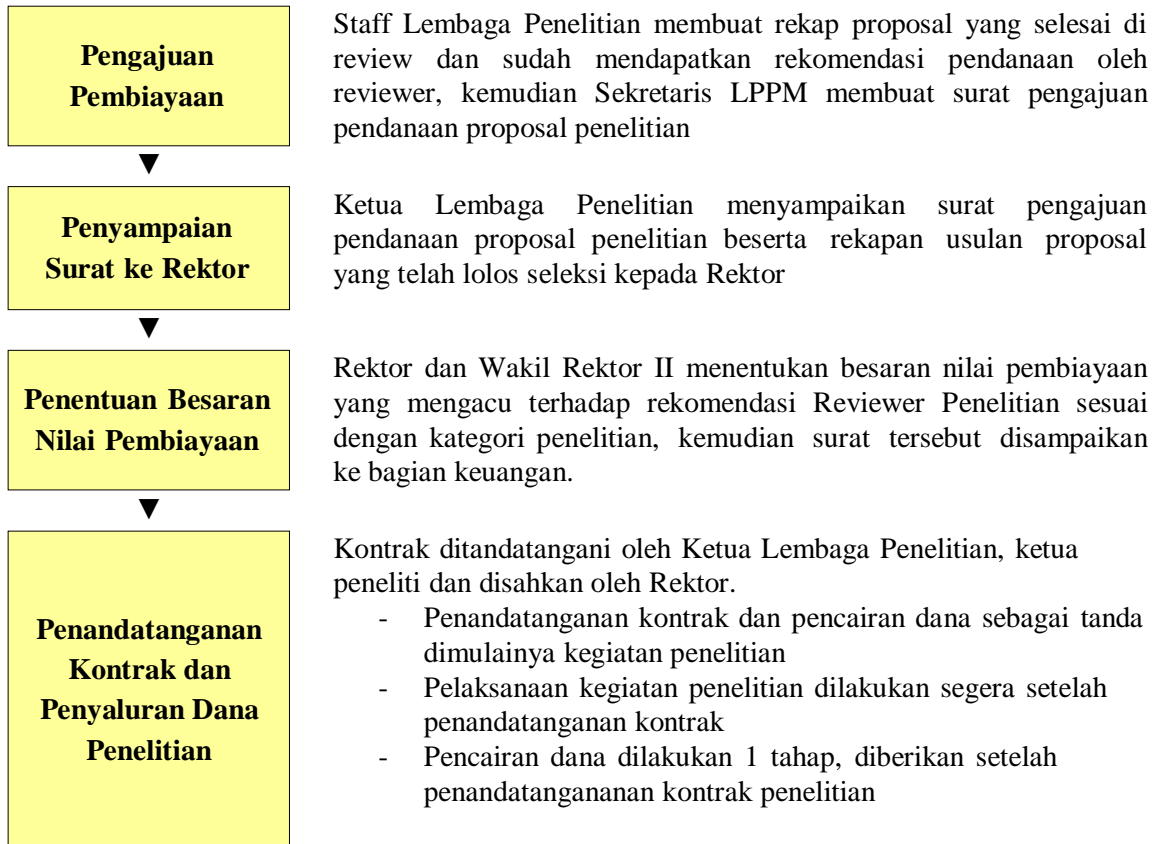 Pengajuan
Pembiayaan
Staff Lembaga Penelitian membuat rekap proposal yang selesai di
review dan sudah mendapatkan rekomendasi pendanaan oleh
reviewer, kemudian Sekretaris LPPM membuat surat pengajuan
pendanaan proposal penelitian
Penyampaian
Surat ke Rektor
Ketua Lembaga Penelitian menyampaikan surat pengajuan
pendanaan proposal penelitian beserta rekapan usulan proposal
yang telah lolos seleksi kepada Rektor
Penentuan Besaran
Nilai Pembiayaan
Rektor dan Wakil Rektor II menentukan besaran nilai pembiayaan
yang mengacu terhadap rekomendasi Reviewer Penelitian sesuai
dengan kategori penelitian, kemudian surat tersebut disampaikan
ke bagian keuangan.
Penandatanganan
Kontrak dan
Penyaluran Dana
Penelitian
Kontrak ditandatangani oleh Ketua Lembaga Penelitian, ketua
peneliti dan disahkan oleh Rektor.
- Penandatanganan kontrak dan pencairan dana sebagai tanda
dimulainya kegiatan penelitian
- Pelaksanaan kegiatan penelitian dilakukan segera setelah
penandatanganan kontrak
- Pencairan dana dilakukan 1 tahap, diberikan setelah
penandatangananan kontrak penelitian